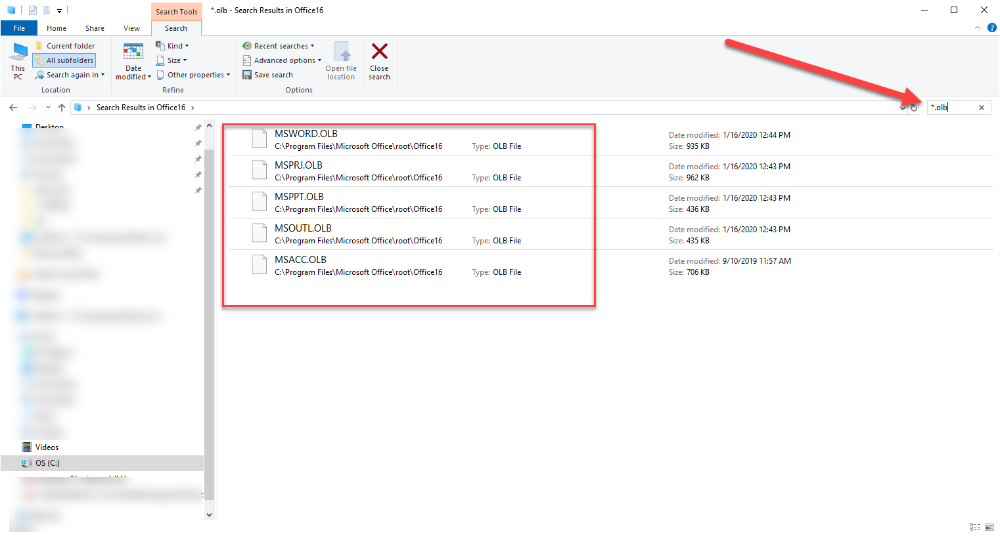 Search Tools
*.olb - Search Results in Office16
File
Home
Share
View
Search
This PC
Current folder
All subfolders
Search again in
Location
Date modified
Kind
Size
Other properties
Refine
Recent searches
Advanced options
Save search
Options
Open file location
Close search
Search Results in Office16
*.olb
Desktop
Videos
OS (C:)
MSWORD.OLB
C:\Program Files\Microsoft Office\root\Office16
Type: OLB File
Date modified: 1/16/2020 12:44 PM
Size: 935 KB
MSPRJ.OLB
C:\Program Files\Microsoft Office\root\Office16
Type: OLB File
Date modified: 1/16/2020 12:43 PM
Size: 962 KB
MSPPT.OLB
C:\Program Files\Microsoft Office\root\Office16
Type: OLB File
Date modified: 1/16/2020 12:43 PM
Size: 436 KB
MSOUTL.OLB
C:\Program Files\Microsoft Office\root\Office16
Type: OLB File
Date modified: 1/16/2020 12:43 PM
Size: 435 KB
MSACC.OLB
C:\Program Files\Microsoft Office\root\Office16
Type: OLB File
Date modified: 9/10/2019 11:57 AM
Size: 706 KB